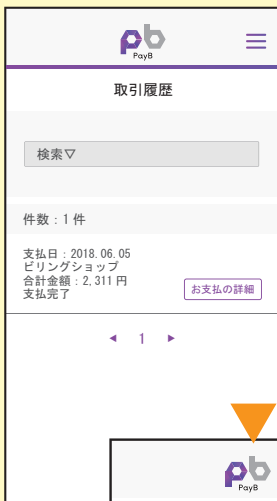 pb
PayB
取引履歴
検索▽
件数：1 件
支払日：2018.06.05
ビリングショップ
合計金額：2,311 円
支払完了
お支払の詳細
◀ 1 ▶
pb
PayB